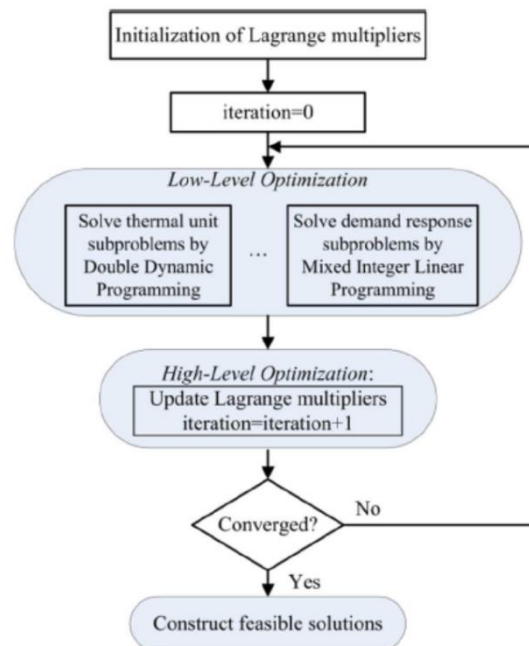 Initialization of Lagrange multipliers
iteration=0
Low-Level Optimization
Solve thermal unit
subproblems by
Double Dynamic
Programming
...
Solve demand response
subproblems by
Mixed Integer Linear
Programming
High-Level Optimization:
Update Lagrange multipliers
iteration=iteration+1
Converged?
No
Yes
Construct feasible solutions